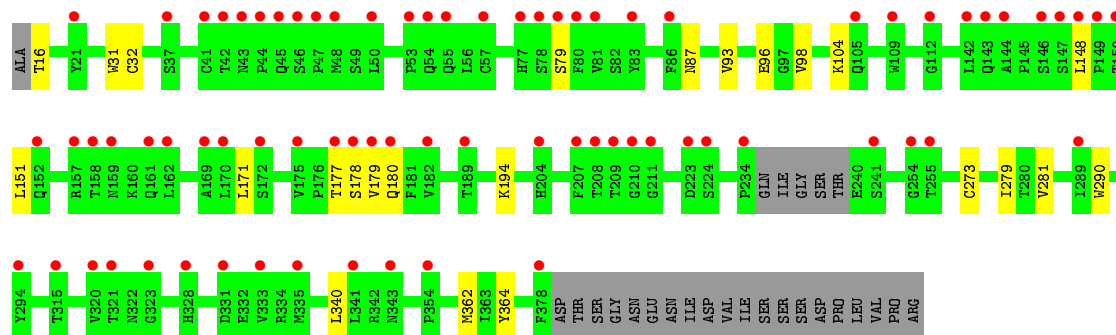 ALA T16 Y21 W31 C32 S37 C41 T42 N43 P44 Q45 S46 P47 M48 S49 L50 P53 Q54 Q55 L56 C57 H77 S78 S79 F80 V81 S82 Y83 F86 N87 V93 E96 G97 V98 K104 Q105 W109 G112 L142 Q143 A144 P145 S146 S147 L148 P149 T150
L151 Q152 R157 T158 N159 K160 Q161 L162 A169 L170 L171 S172 V175 P176 T177 S178 V179 Q180 F181 V182 T189 K194 H204 F207 T208 T209 G210 G211 D223 S224 P234 GLN ILE GLY SER THR E240 S241 G254 T255 C273 I279 T280 V281 I289 W290
Y294 T315 V320 T321 N322 G323 H328 D331 E332 V333 R334 M335 L340 L341 R342 N343 P354 M362 I363 Y364 F378 ASP THR SER GLY ASN GLU ASN ILE ASP VAL ILE SER SER SER ASP PRO LEU VAL PRO ARG